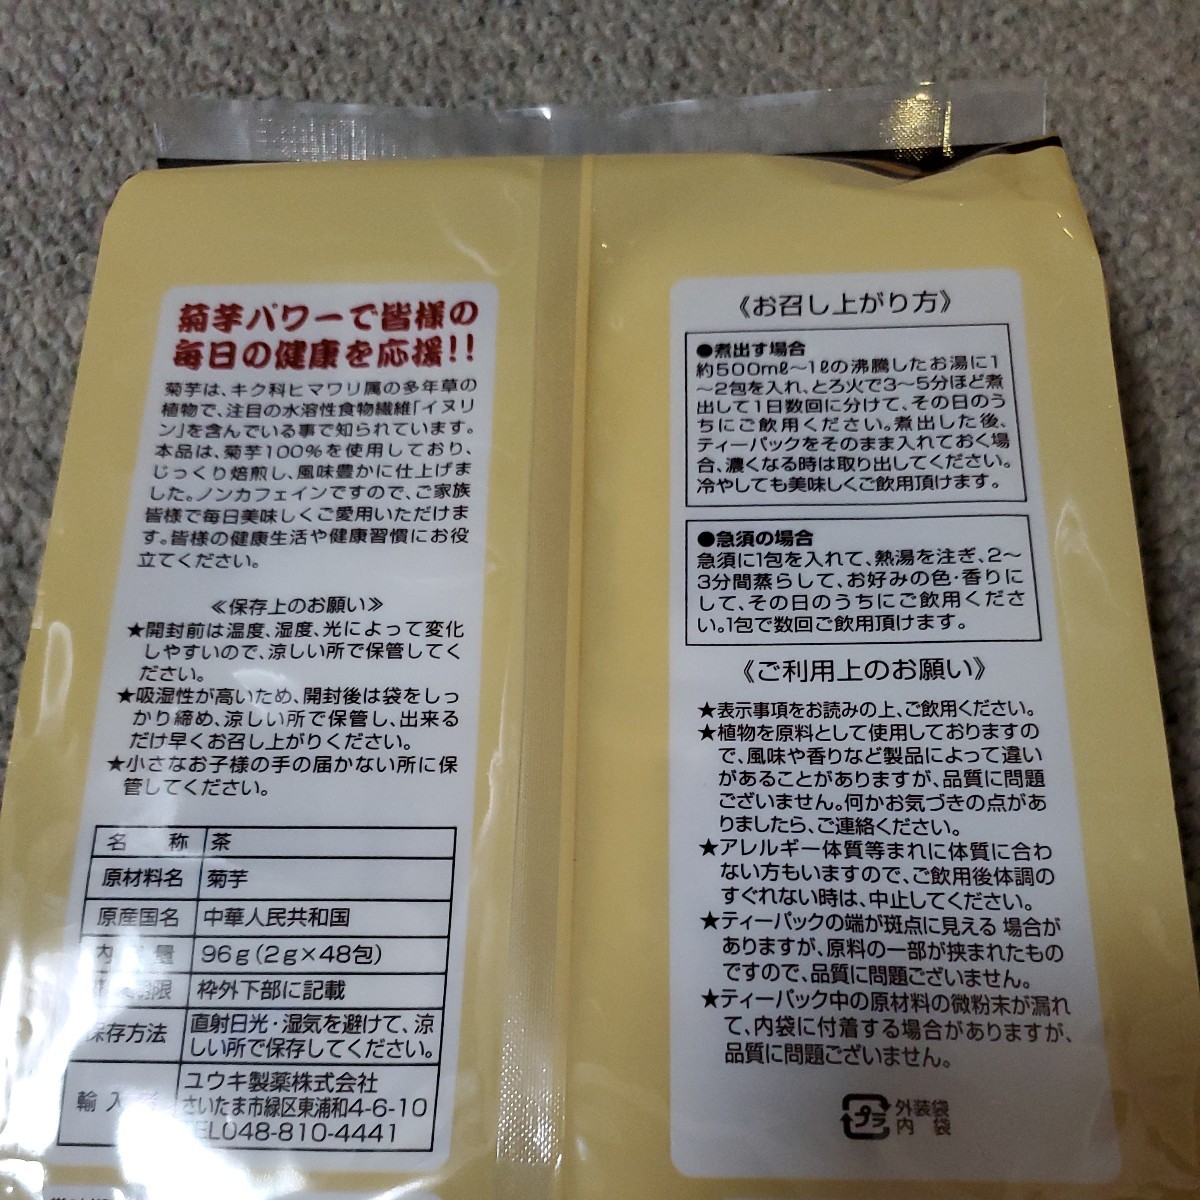 菊芋パワーで皆様の
毎日の健康を応援!!
菊芋は、キク科ヒマワリ属の多年草の
植物で、注目の水溶性食物繊維「イヌリ
ン」を含んでいる事で知られています。
本品は、菊芋100%を使用しており、
じっくり焙煎し、風味豊かに仕上げま
した。ノンカフェインですので、ご家族
皆様で毎日美味しくご愛用いただけま
す。皆様の健康生活や健康習慣にお役
立てください。
≪保存上のお願い≫
★開封前は温度、湿度、光によって変化
しやすいので、涼しい所で保管してく
ださい。
★吸湿性が高いため、開封後は袋をしっ
かり締め、涼しい所で保管し、出来る
だけ早くお召し上がりください。
★小さなお子様の手の届かない所に保
管してください。
名 称 茶
原材料名 菊芋
原産国名 中華人民共和国
内 量 96g(2g×48包)
限 枠外下部に記載
保存方法 直射日光・湿気を避けて、涼
しい所で保存してください。
輸入 ユウキ製薬株式会社
さいたま市緑区東浦和4-6-10
TEL048-810-4441
《お召し上がり方》
●煮出す場合
約500mℓ~1ℓの沸騰したお湯に1
~2包を入れ、とろ火で3~5分ほど煮
出して1日数回に分けて、その日のう
ちにご飲用ください。煮出した後、
ティーパックをそのまま入れておく場
合、濃くなる時は取り出してください。
冷やしても美味しくご飲用頂けます。
●急須の場合
急須に1包を入れて、熱湯を注ぎ、2~
3分間蒸らして、お好みの色・香りに
して、その日のうちにご飲用くださ
い。1包で数回ご飲用頂けます。
《ご利用上のお願い》
★表示事項をお読みの上、ご飲用ください。
★植物を原料として使用しておりますの
で、風味や香りなど製品によって違い
があることがありますが、品質に問題
ございません。何かお気づきの点があ
りましたら、ご連絡ください。
★アレルギー体質等まれに体質に合わ
ない方もいますので、ご飲用後体調の
すぐれない時は、中止してください。
★ティーパックの端が斑点に見える 場合が
ありますが、原料の一部が挟まれたもの
ですので、品質に問題ございません。
★ティーパック中の原材料の微粉末が漏れ
て、内袋に付着する場合がありますが、
品質に問題ございません。
プラ 外装袋
内 袋